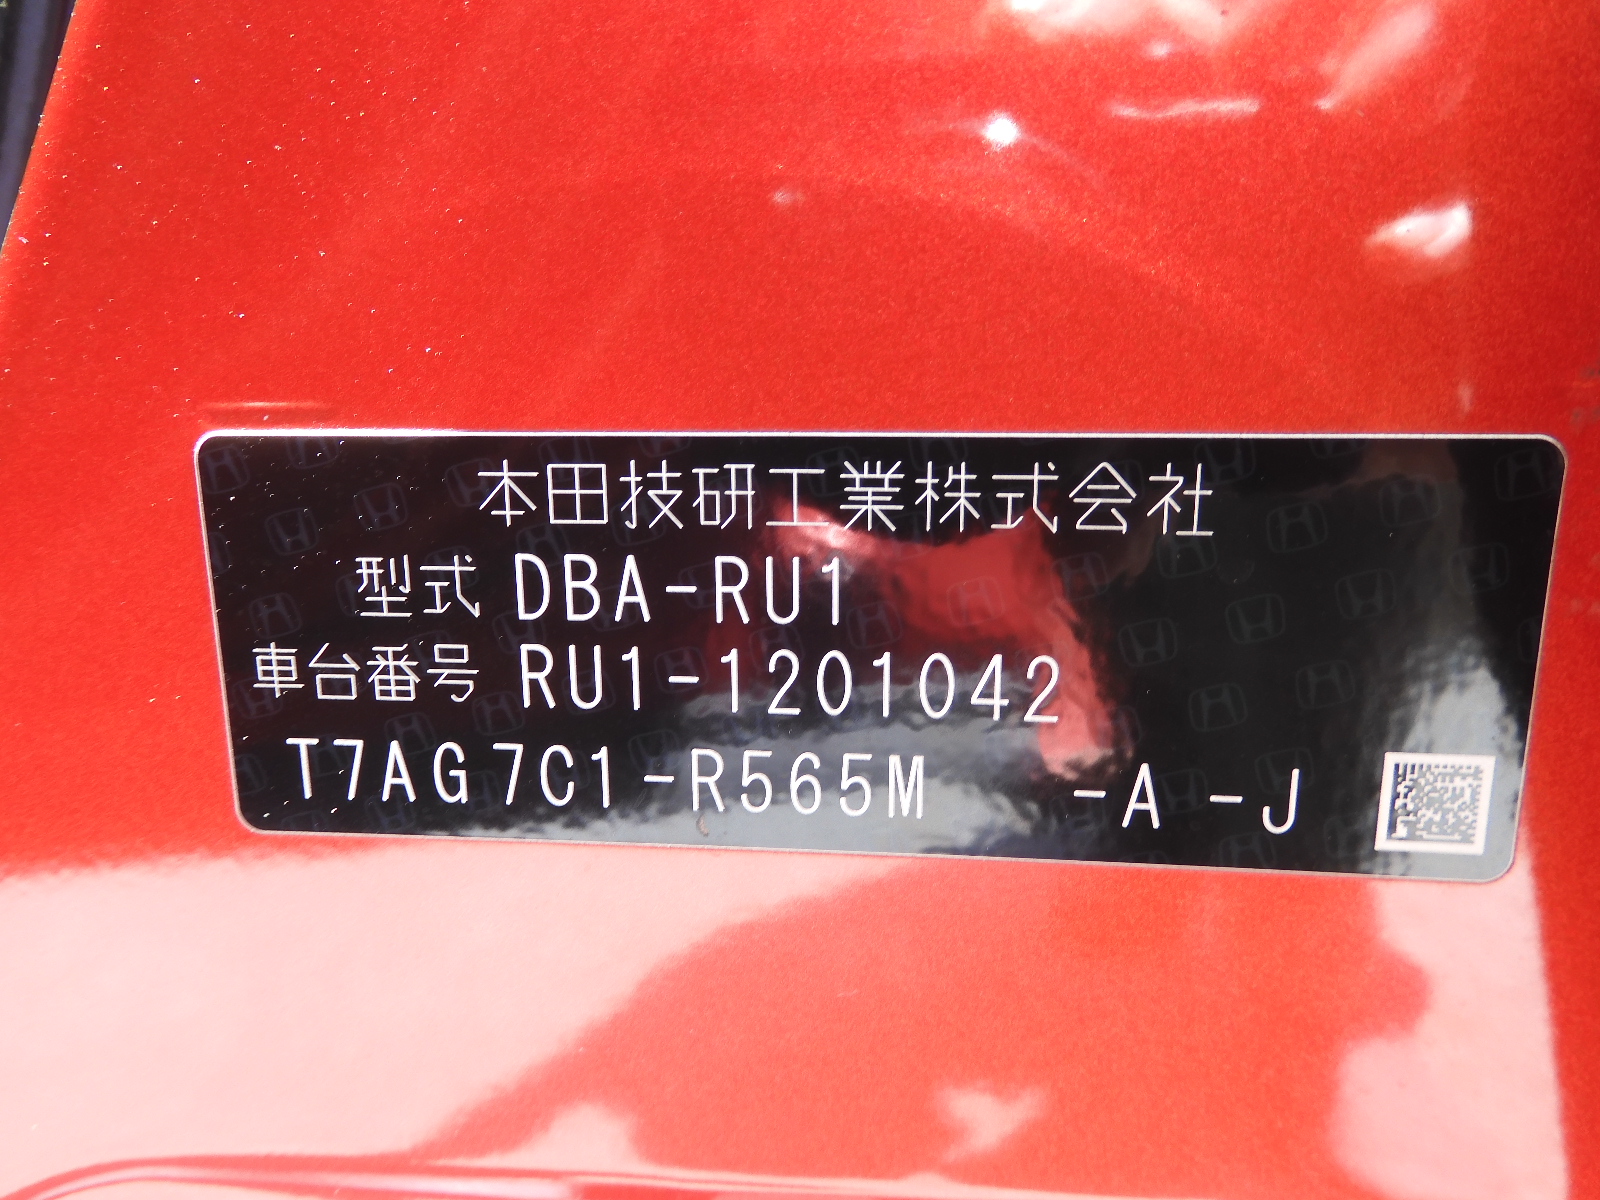 本田技研工業株式会社
型式 DBA-RU1
車台番号 RU1-1201042
T7AG7C1-R565M -A -J